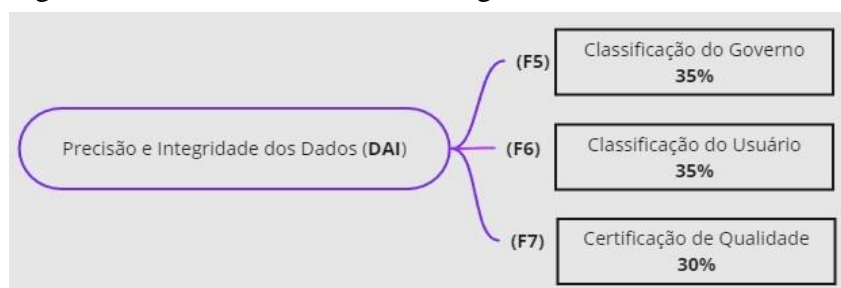 (F5)
Classificação do Governo
35%
Precisão e Integridade dos Dados (DAI)
(F6)
Classificação do Usuário
35%
(F7)
Certificação de Qualidade
30%